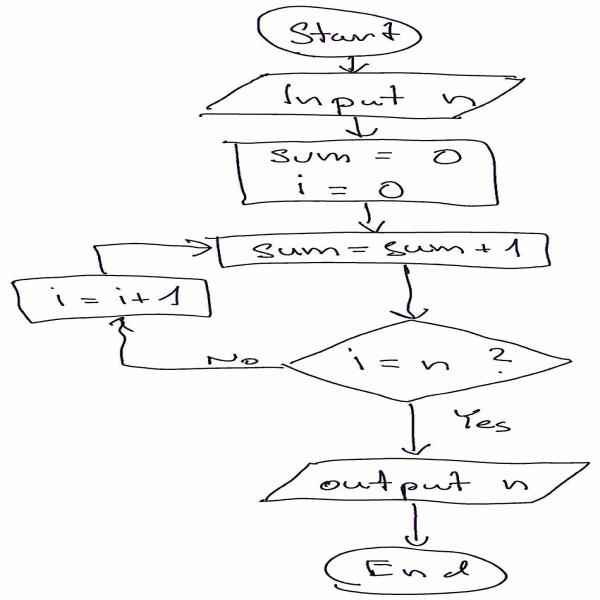 Start
Input n
sum = 0
i = 0
sum = sum + 1
i = i + 1
i = n ?
No
Yes
output n
End